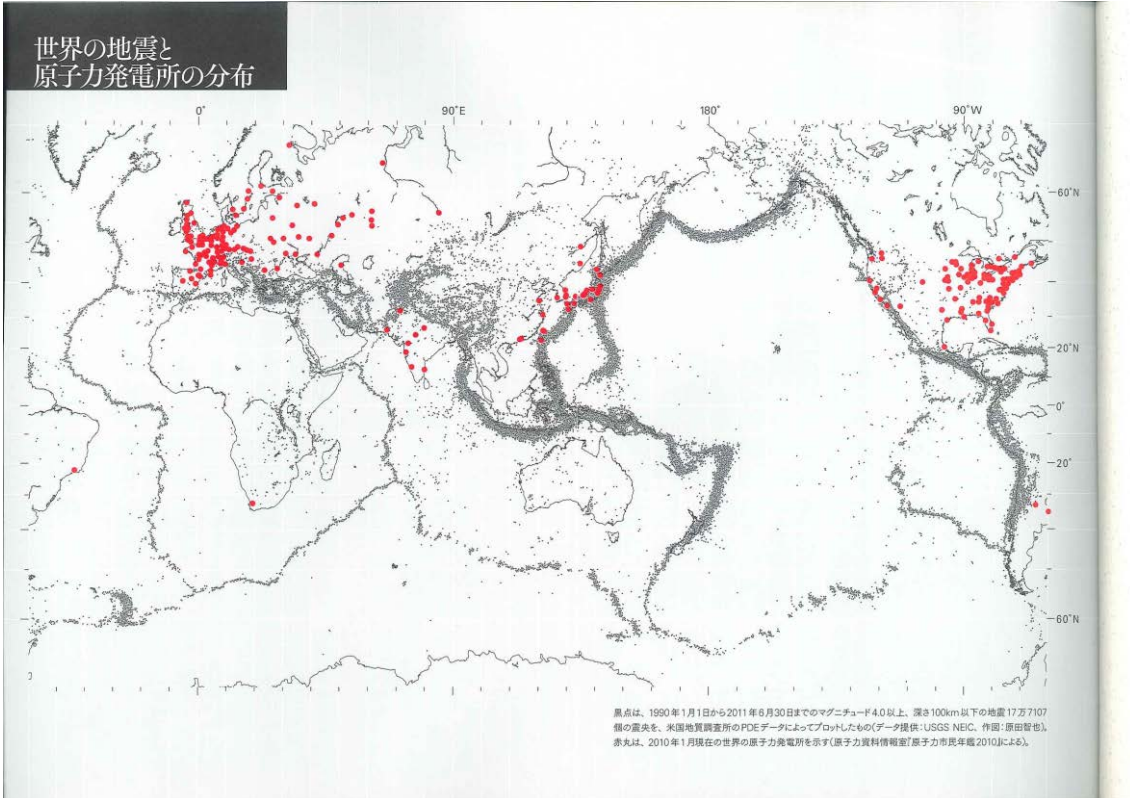 世界の地震と
原子力発電所の分布
0°
90°E
180°
90°W
60°N
20°N
0°
20°
60°N
黒点は、1990年1月1日から2011年6月30日までのマグニチュード4.0以上、深さ100km以下の地震17万7107
個の震央を、米国地質調査所のPDEデータによってプロットしたもの(データ提供:USGS NEIC、作図:原田智也)。
赤丸は、2010年1月現在の世界の原子力発電所を示す(原子力資料情報室『原子力市民年鑑2010』による)。